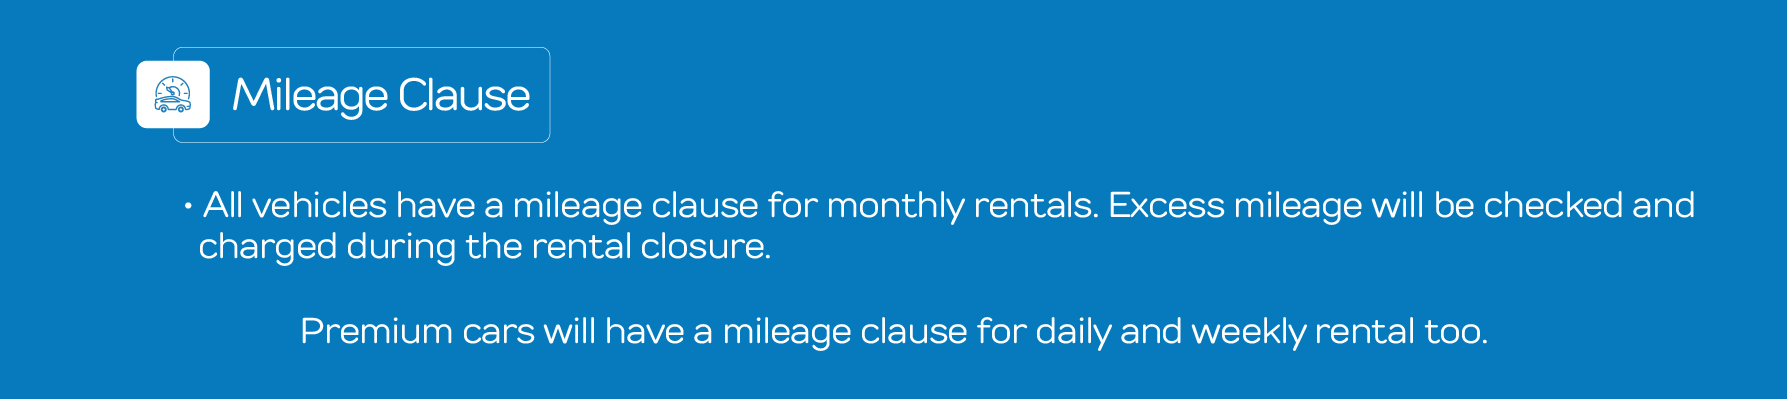 Mileage Clause
• All vehicles have a mileage clause for monthly rentals. Excess mileage will be checked and
charged during the rental closure.
Premium cars will have a mileage clause for daily and weekly rental too.